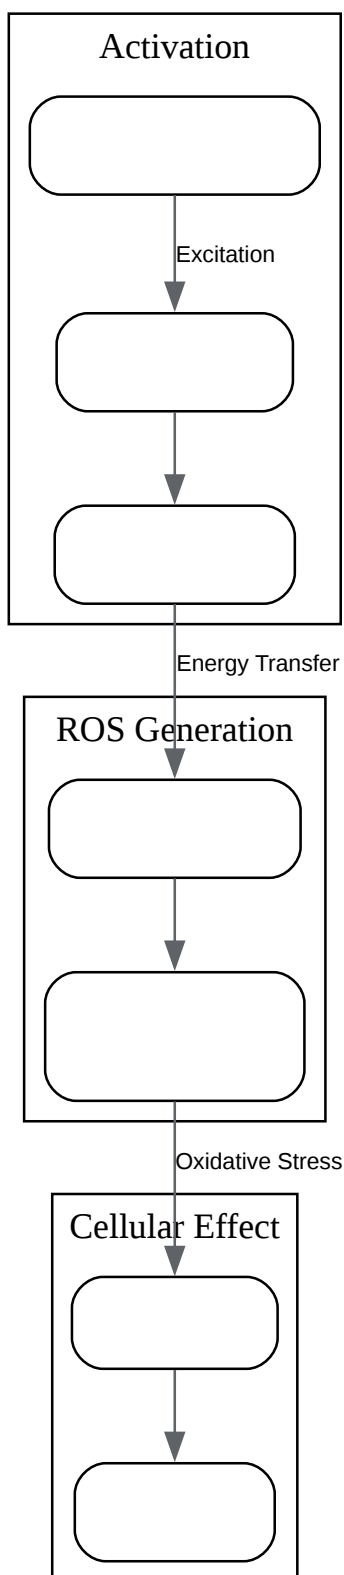 Activation
Excitation
Energy Transfer
ROS Generation
Oxidative Stress
Cellular Effect